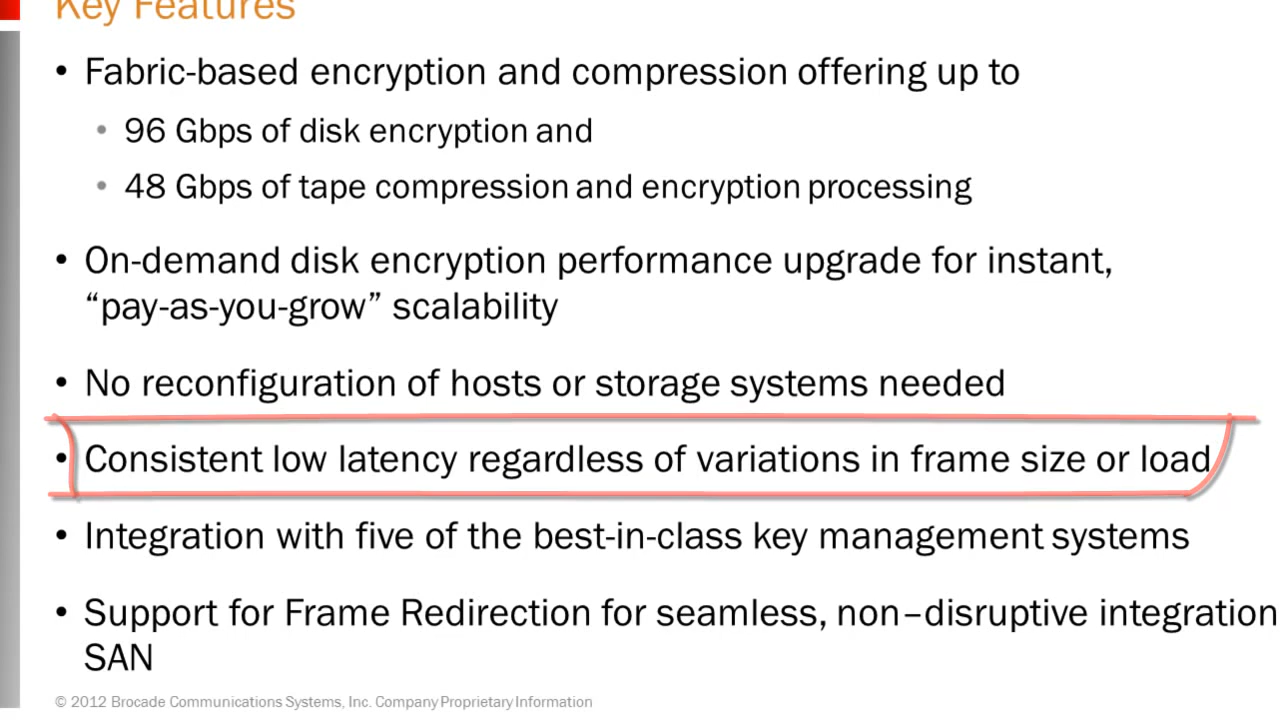 Key Features
• Fabric-based encryption and compression offering up to
• 96 Gbps of disk encryption and
• 48 Gbps of tape compression and encryption processing
• On-demand disk encryption performance upgrade for instant,
“pay-as-you-grow” scalability
• No reconfiguration of hosts or storage systems needed
• Consistent low latency regardless of variations in frame size or load
• Integration with five of the best-in-class key management systems
• Support for Frame Redirection for seamless, non–disruptive integration
SAN
© 2012 Brocade Communications Systems, Inc. Company Proprietary Information